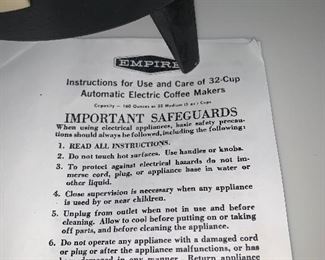 EMPIRE
Instructions for Use and Care of 32-Cup
Automatic Electric Coffee Makers
Capacity — 160 Ounces or 32 Medium (5 oz.) Cups
IMPORTANT SAFEGUARDS
When using electrical appliances, basic safety precau-
tions should always be followed, including the following:
1. READ ALL INSTRUCTIONS.
2. Do not touch hot surfaces. Use handles or knobs.
3. To protect against electrical hazards do not im-
merse cord, plug, or appliance base in water or
other liquid.
4. Close supervision is necessary when any appliance
is used by or near children.
5. Unplug from outlet when not in use and before
cleaning. Allow to cool before putting on or taking
off parts, and before cleaning the appliance.
6. Do not operate any appliance with a damaged cord
or plug or after the appliance malfunctions, or has
been damaged in any manner. Return appliance